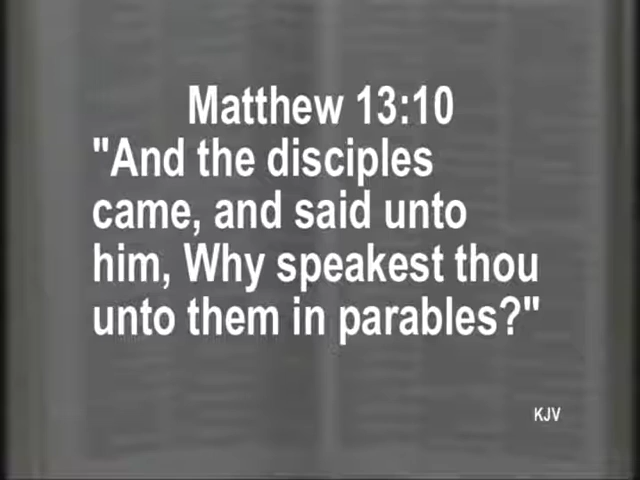 Matthew 13:10
"And the disciples
came, and said unto
him, Why speakest thou
unto them in parables?"
KJV